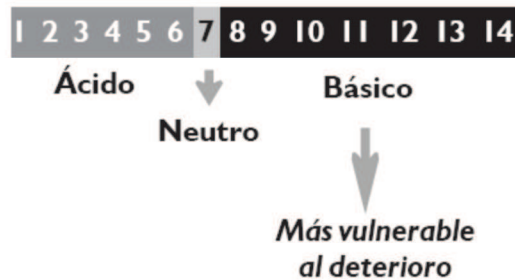 1 2 3 4 5 6 7 8 9 10 11 12 13 14
Ácido
Básico
Neutro
Más vulnerable
al deterioro